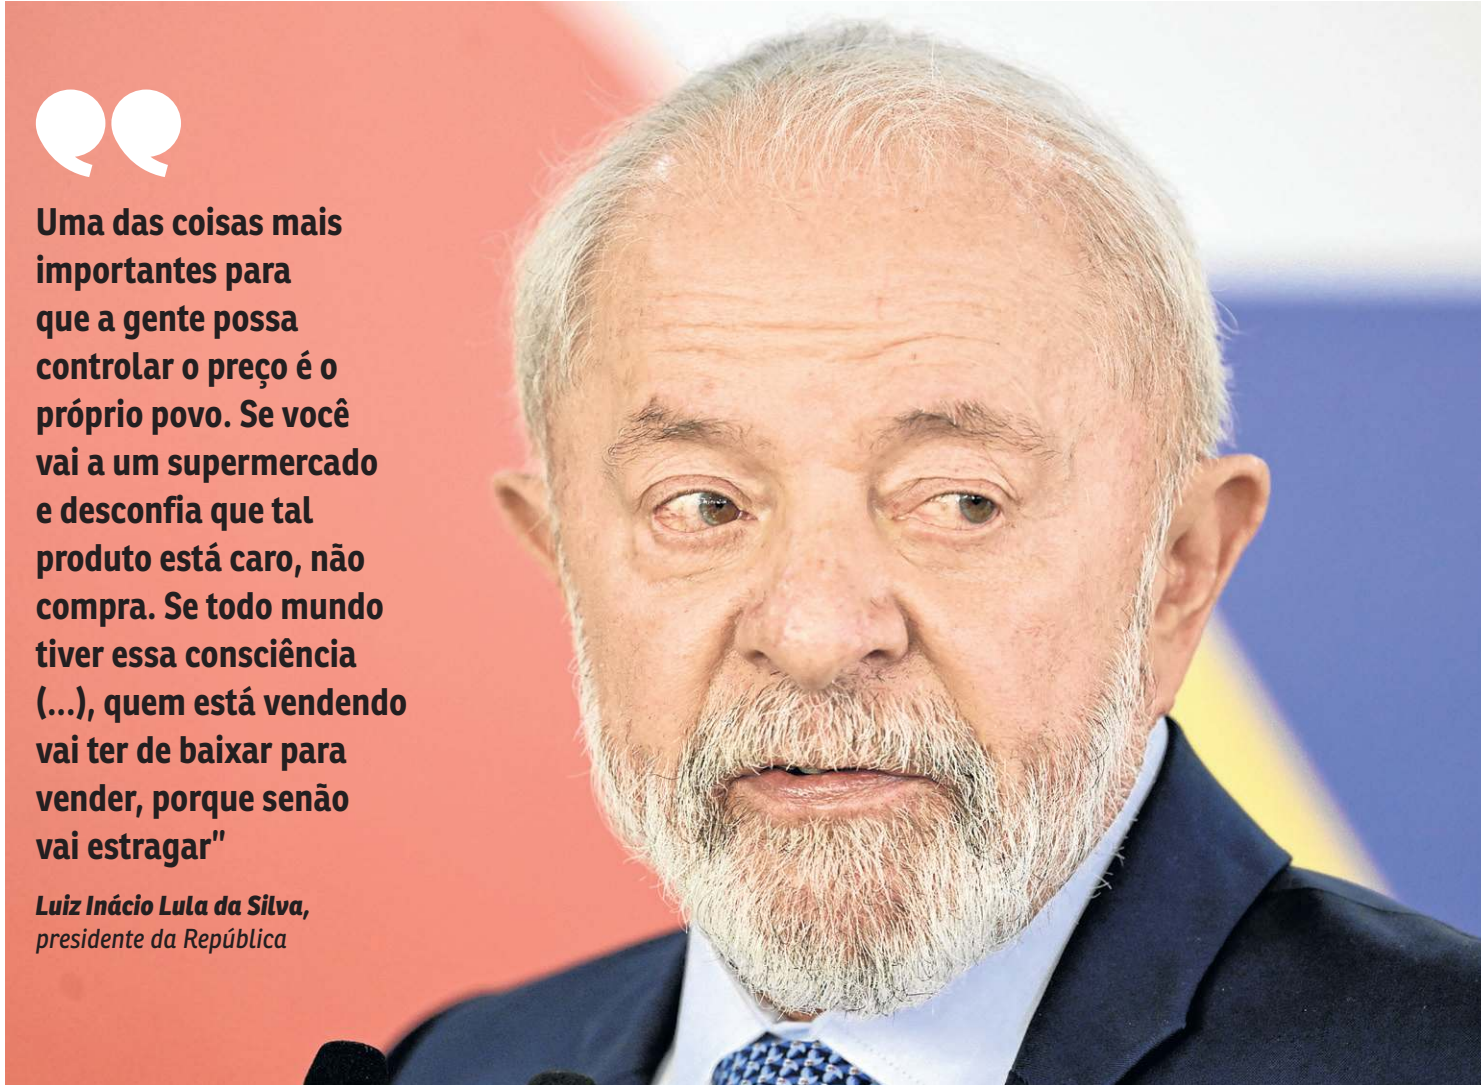 Uma das coisas mais
importantes para
que a gente possa
controlar o preço é o
próprio povo. Se você
vai a um supermercado
e desconfia que tal
produto está caro, não
compra. Se todo mundo
tiver essa consciência
(...), quem está vendendo
vai ter de baixar para
vender, porque senão
vai estragar”
Luiz Inácio Lula da Silva,
presidente da República